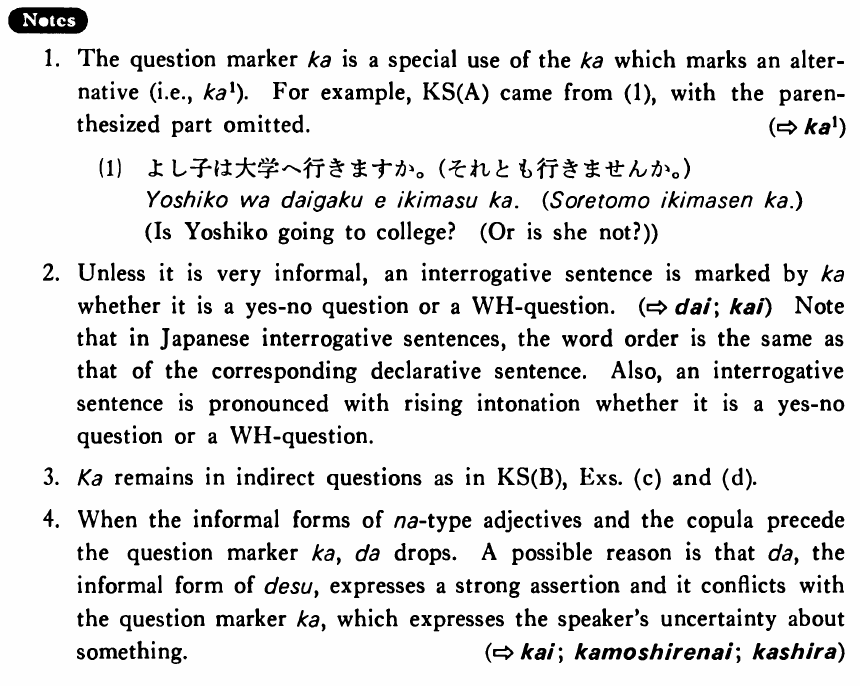 Notes
1. The question marker ka is a special use of the ka which marks an alter-
native (i.e., ka¹). For example, KS(A) came from (1), with the paren-
thesized part omitted. (⇨ ka¹)
(1) よし子は大学へ行きますか。(それとも行きませんか。)
Yoshiko wa daigaku e ikimasu ka. (Soretomo ikimasen ka.)
(Is Yoshiko going to college? (Or is she not?))
2. Unless it is very informal, an interrogative sentence is marked by ka
whether it is a yes-no question or a WH-question. (⇨ dai; kai) Note
that in Japanese interrogative sentences, the word order is the same as
that of the corresponding declarative sentence. Also, an interrogative
sentence is pronounced with rising intonation whether it is a yes-no
question or a WH-question.
3. Ka remains in indirect questions as in KS(B), Exs. (c) and (d).
4. When the informal forms of na-type adjectives and the copula precede
the question marker ka, da drops. A possible reason is that da, the
informal form of desu, expresses a strong assertion and it conflicts with
the question marker ka, which expresses the speaker's uncertainty about
something. (⇨ kai; kamoshirenai; kashira)